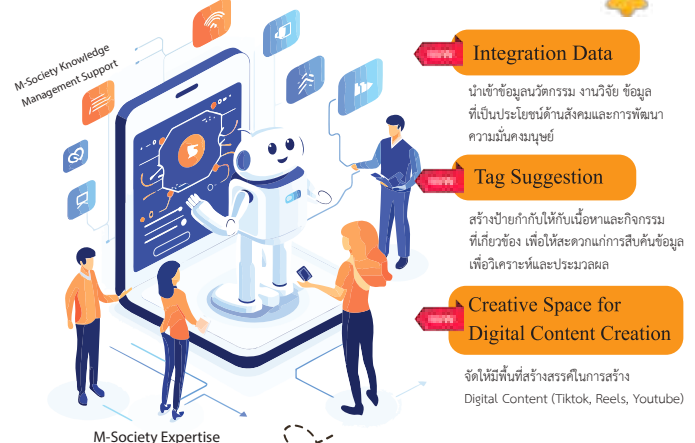 M-Society Knowledge
Management Support
Integration Data
นำเข้าข้อมูลนวัตกรรม งานวิจัย ข้อมูล
ที่เป็นประโยชน์ด้านสังคมและการพัฒนา
ความมั่นคงมนุษย์
Tag Suggestion
สร้างป้ายกำกับให้กับเนื้อหาและกิจกรรม
ที่เกี่ยวข้อง เพื่อให้สะดวกแก่การสืบค้นข้อมูล
เพื่อวิเคราะห์และประมวลผล
Creative Space for
Digital Content Creation
จัดให้มีพื้นที่สร้างสรรค์ในการสร้าง
Digital Content (Tiktok, Reels, Youtube)
M-Society Expertise